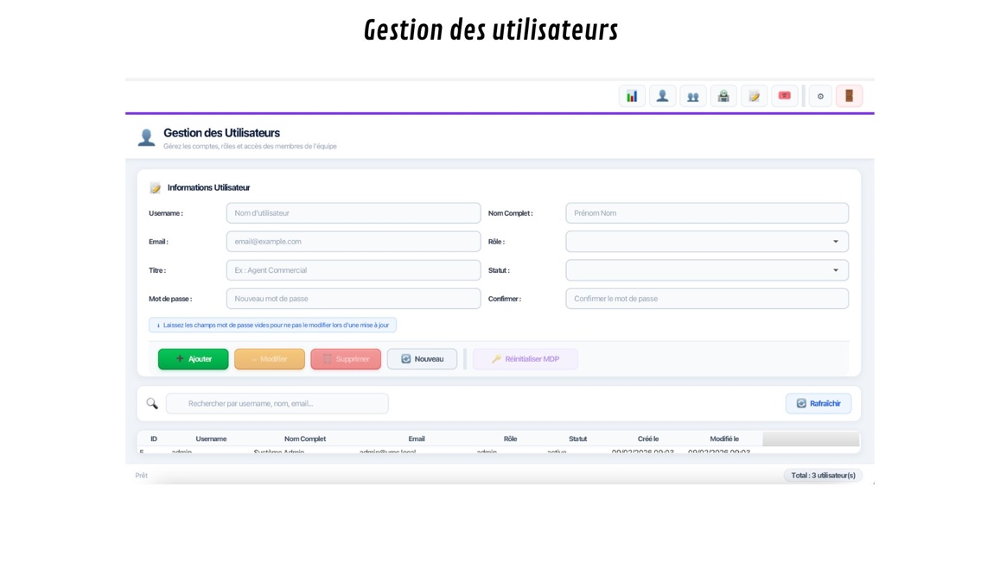 Gestion des utilisateurs
Gestion des Utilisateurs
Gérez les comptes, rôles et accès des membres de l'équipe
Informations Utilisateur
Username : Nom d'utilisateur Nom Complet : Prénom Nom
Email : email@example.com Rôle :
Titre : Ex : Agent Commercial Statut :
Mot de passe : Nouveau mot de passe Confirmer : Confirmer le mot de passe
Laissez les champs mot de passe vides pour ne pas le modifier lors d'une mise à jour
Ajouter Modifier Supprimer Nouveau Réinitialiser MDP
Rechercher par username, nom, email... Rafraîchir
ID Username Nom Complet Email Rôle Statut Créé le Modifié le
5 admin Système Admin admin@vms.local admin active 09/02/2026 09:03 09/02/2026 09:03
Prêt Total : 3 utilisateur(s)